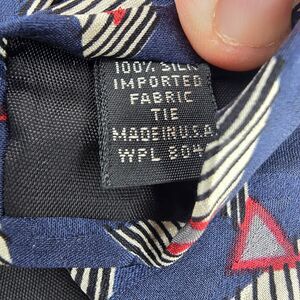 100% SILK
IMPORTED
FABRIC
TIE
MADE IN U.S.A.
WPL 804